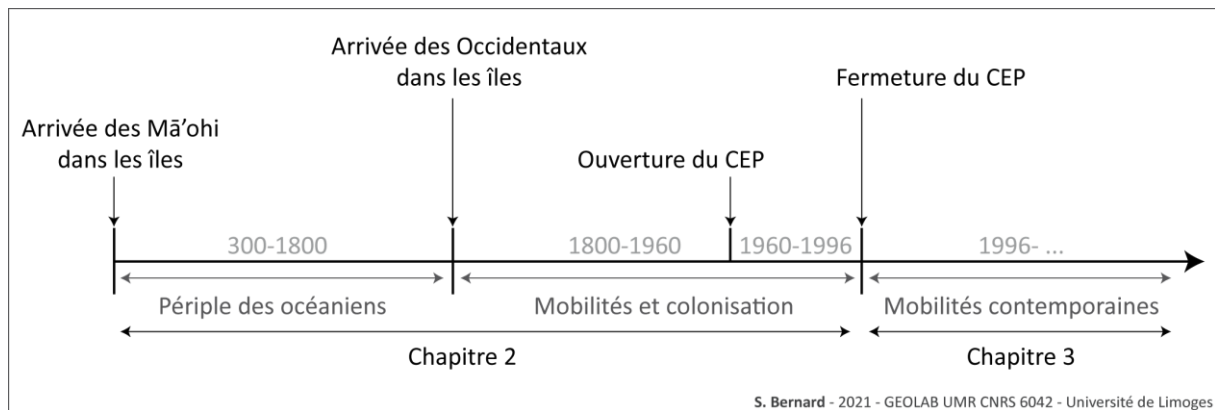 Arrivée des Occidentaux
dans les îles
Fermeture du CEP
Arrivée des Mā'ohi
dans les îles
Ouverture du CEP
300-1800
1800-1960
1960-1996
1996- ...
Périple des océaniens
Mobilités et colonisation
Mobilités contemporaines
Chapitre 2
Chapitre 3
S. Bernard - 2021 - GEOLAB UMR CNRS 6042 - Université de Limoges